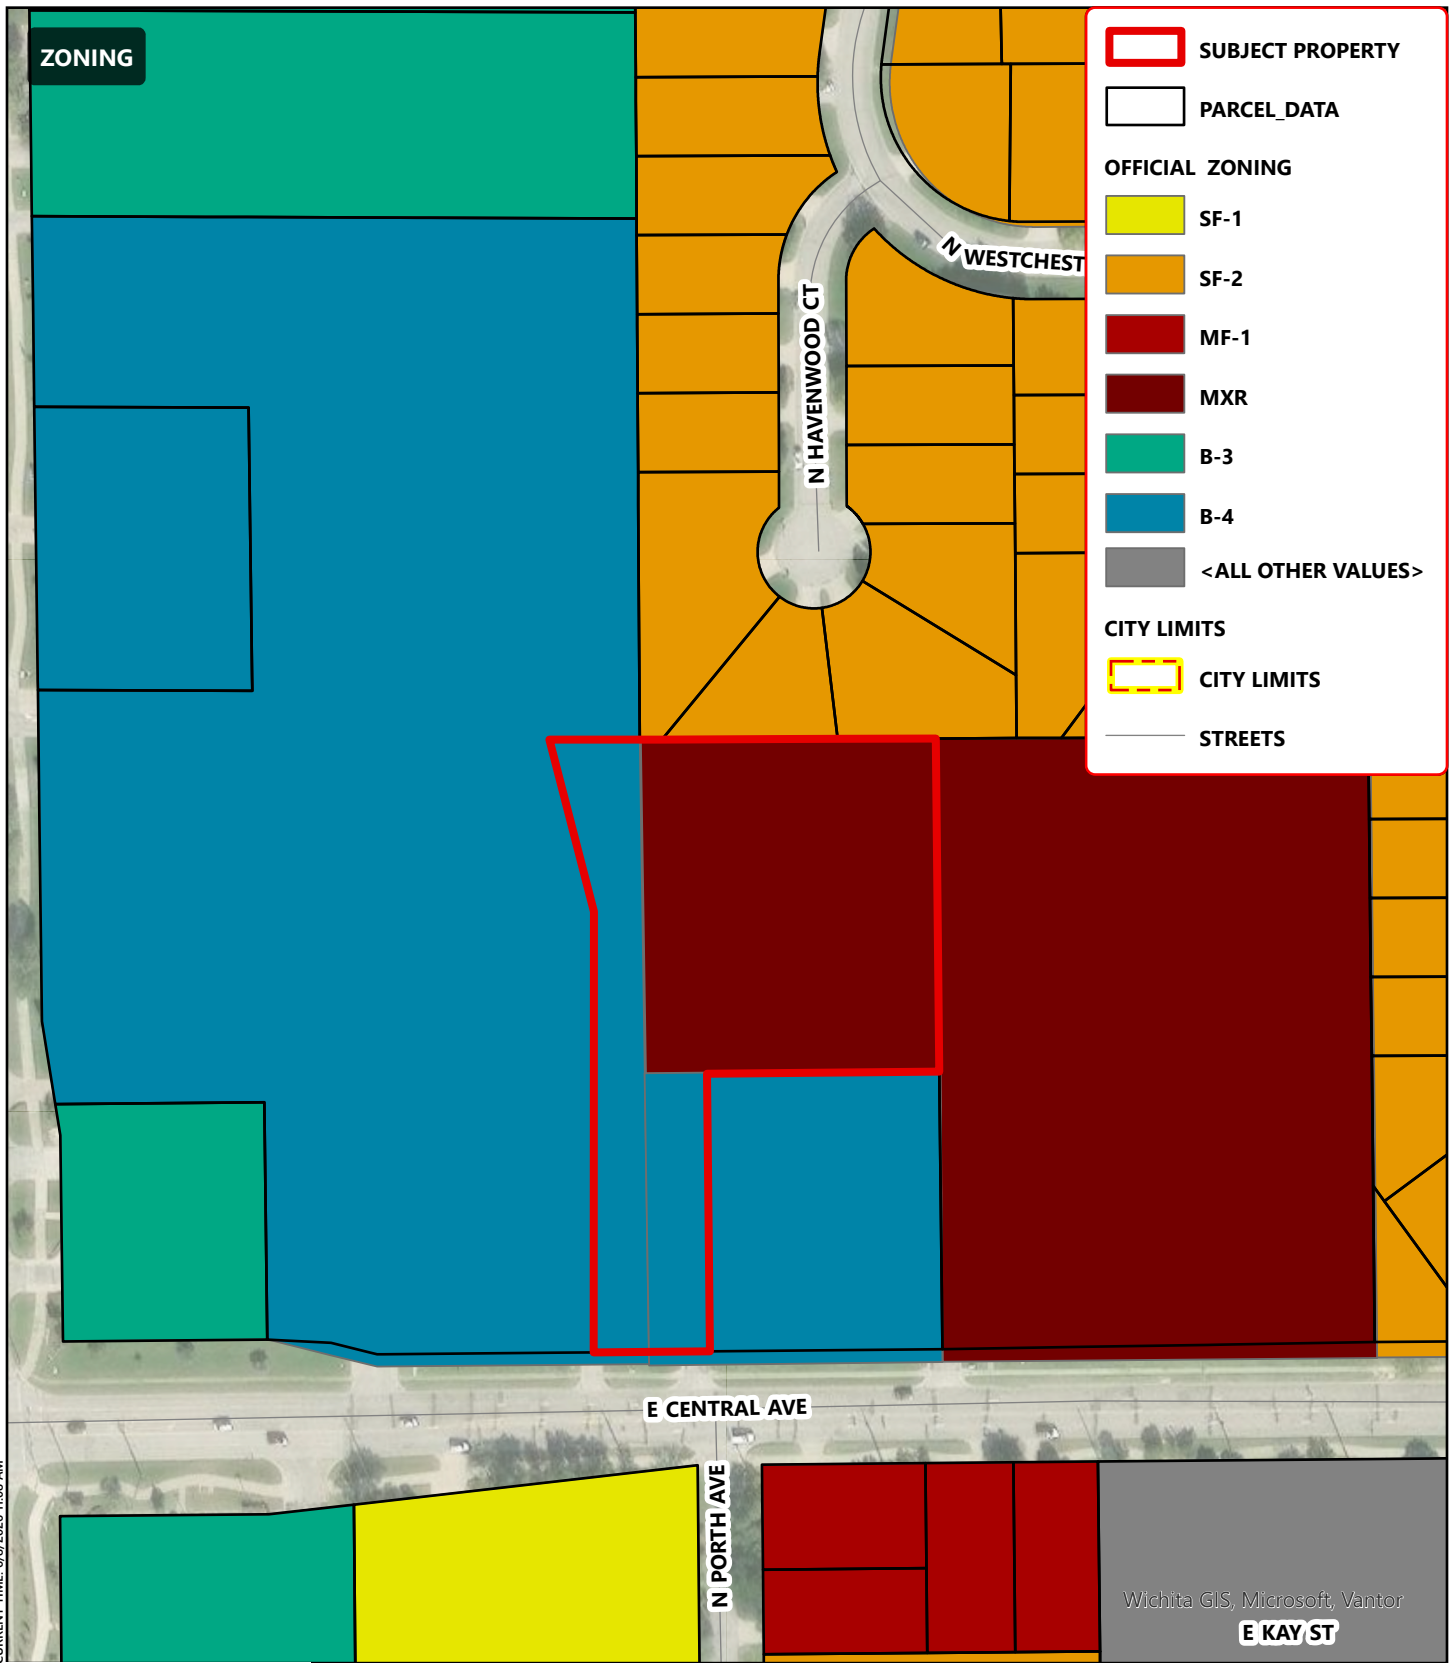 ZONING
SUBJECT PROPERTY
PARCEL_DATA
OFFICIAL ZONING
SF-1
SF-2
MF-1
MXR
B-3
B-4
<ALL OTHER VALUES>
CITY LIMITS
CITY LIMITS
STREETS
N WESTCHEST
N HAVENWOOD CT
E CENTRAL AVE
N PORTH AVE
Wichita GIS, Microsoft, Vantor
E KAY ST